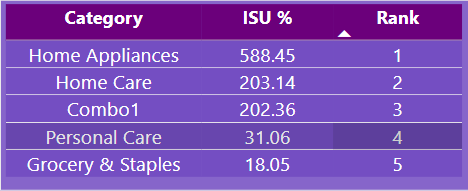 Category ISU % Rank
Home Appliances 588.45 1
Home Care 203.14 2
Combo1 202.36 3
Personal Care 31.06 4
Grocery & Staples 18.05 5